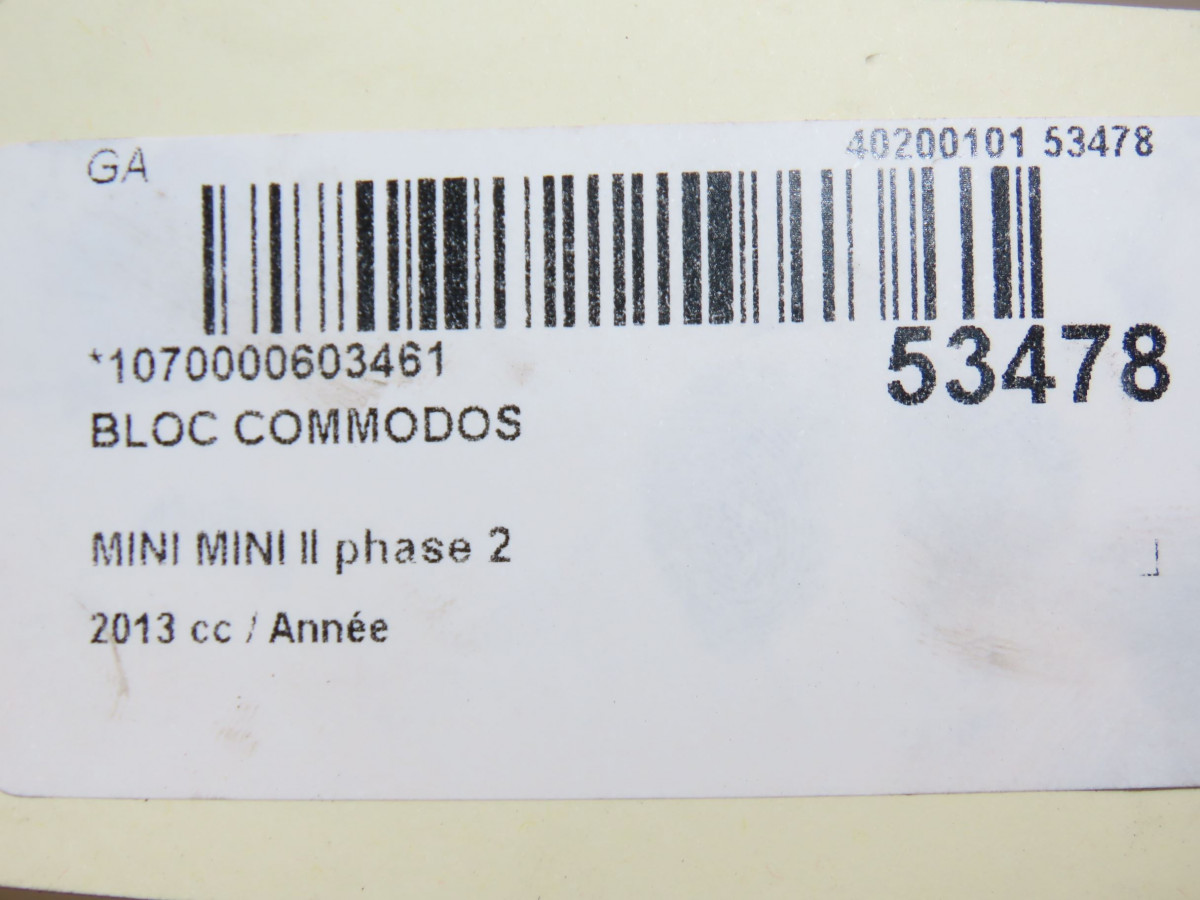 GA
40200101 53478
*1070000603461
53478
BLOC COMMODOS
MINI MINI II phase 2
2013 cc / Année